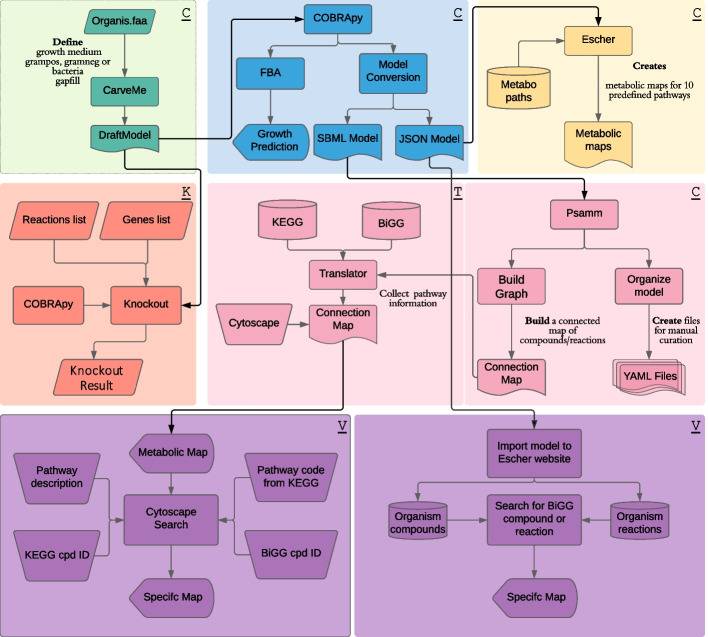 C
Organis.faa
Define
growth medium
grampos, gramneg or
bacteria
gapfill
CarveMe
DraftModel
C
COBRApy
FBA
Model
Conversion
Growth
Prediction
SBML Model
JSON Model
C
Escher
Metabo
paths
Creates
metabolic maps for 10
predefined pathways
Metabolic
maps
K
Reactions list
Genes list
COBRApy
Knockout
Knockout
Result
T
KEGG
BiGG
Translator
Collect pathway
information
Cytoscape
Connection
Map
C
Psamm
Build
Graph
Organize
model
Build a connected
map of
compounds/reactions
Create files
for manual
curation
Connection
Map
YAML Files
V
Metabolic Map
Pathway
description
Pathway code
from KEGG
Cytoscape
Search
KEGG cpd ID
BiGG cpd ID
Specifc Map
V
Import model to
Escher website
Organism
compounds
Search for BiGG
compound or
reaction
Organism
reactions
Specifc Map